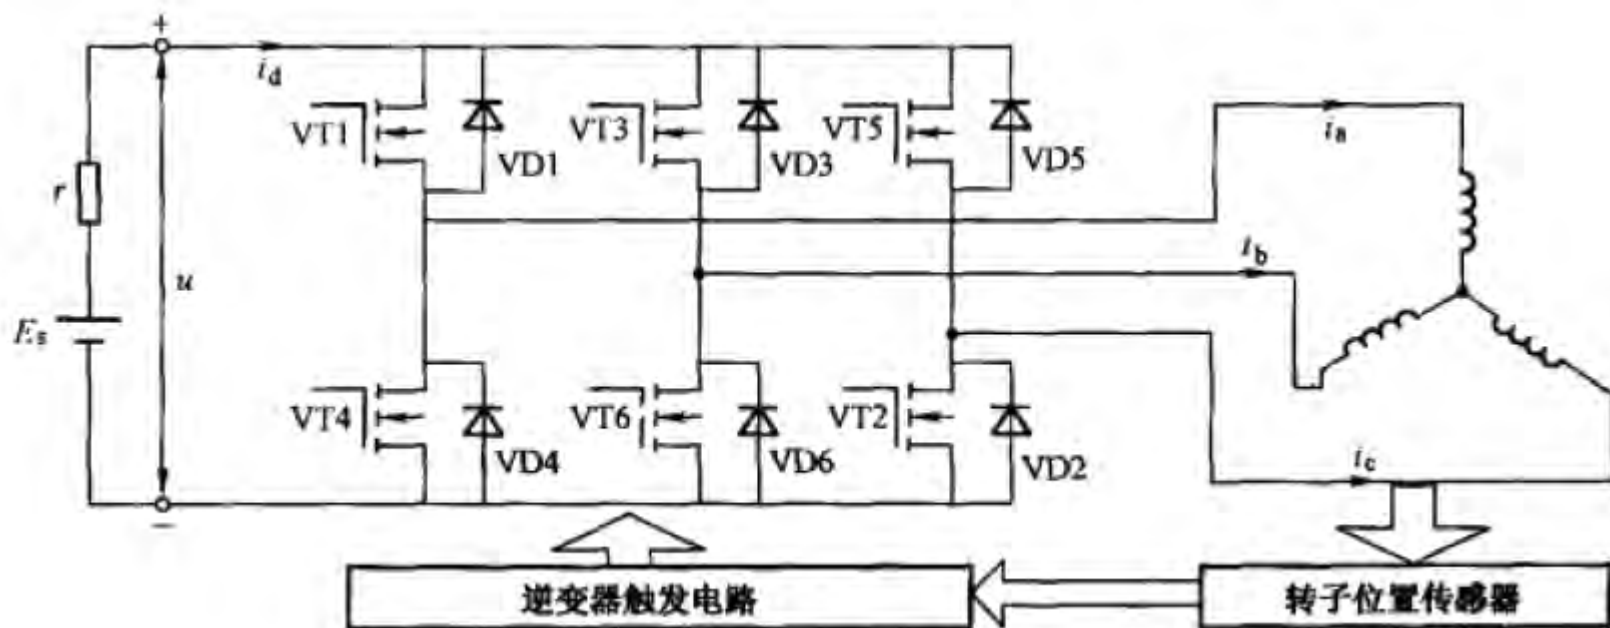 +
i_d
VT1
VD1
VT3
VD3
VT5
VD5
i_a
r
u
E_s
i_b
VT4
VD4
VT6
VD6
VT2
VD2
i_c
−
逆变器触发电路
转子位置传感器